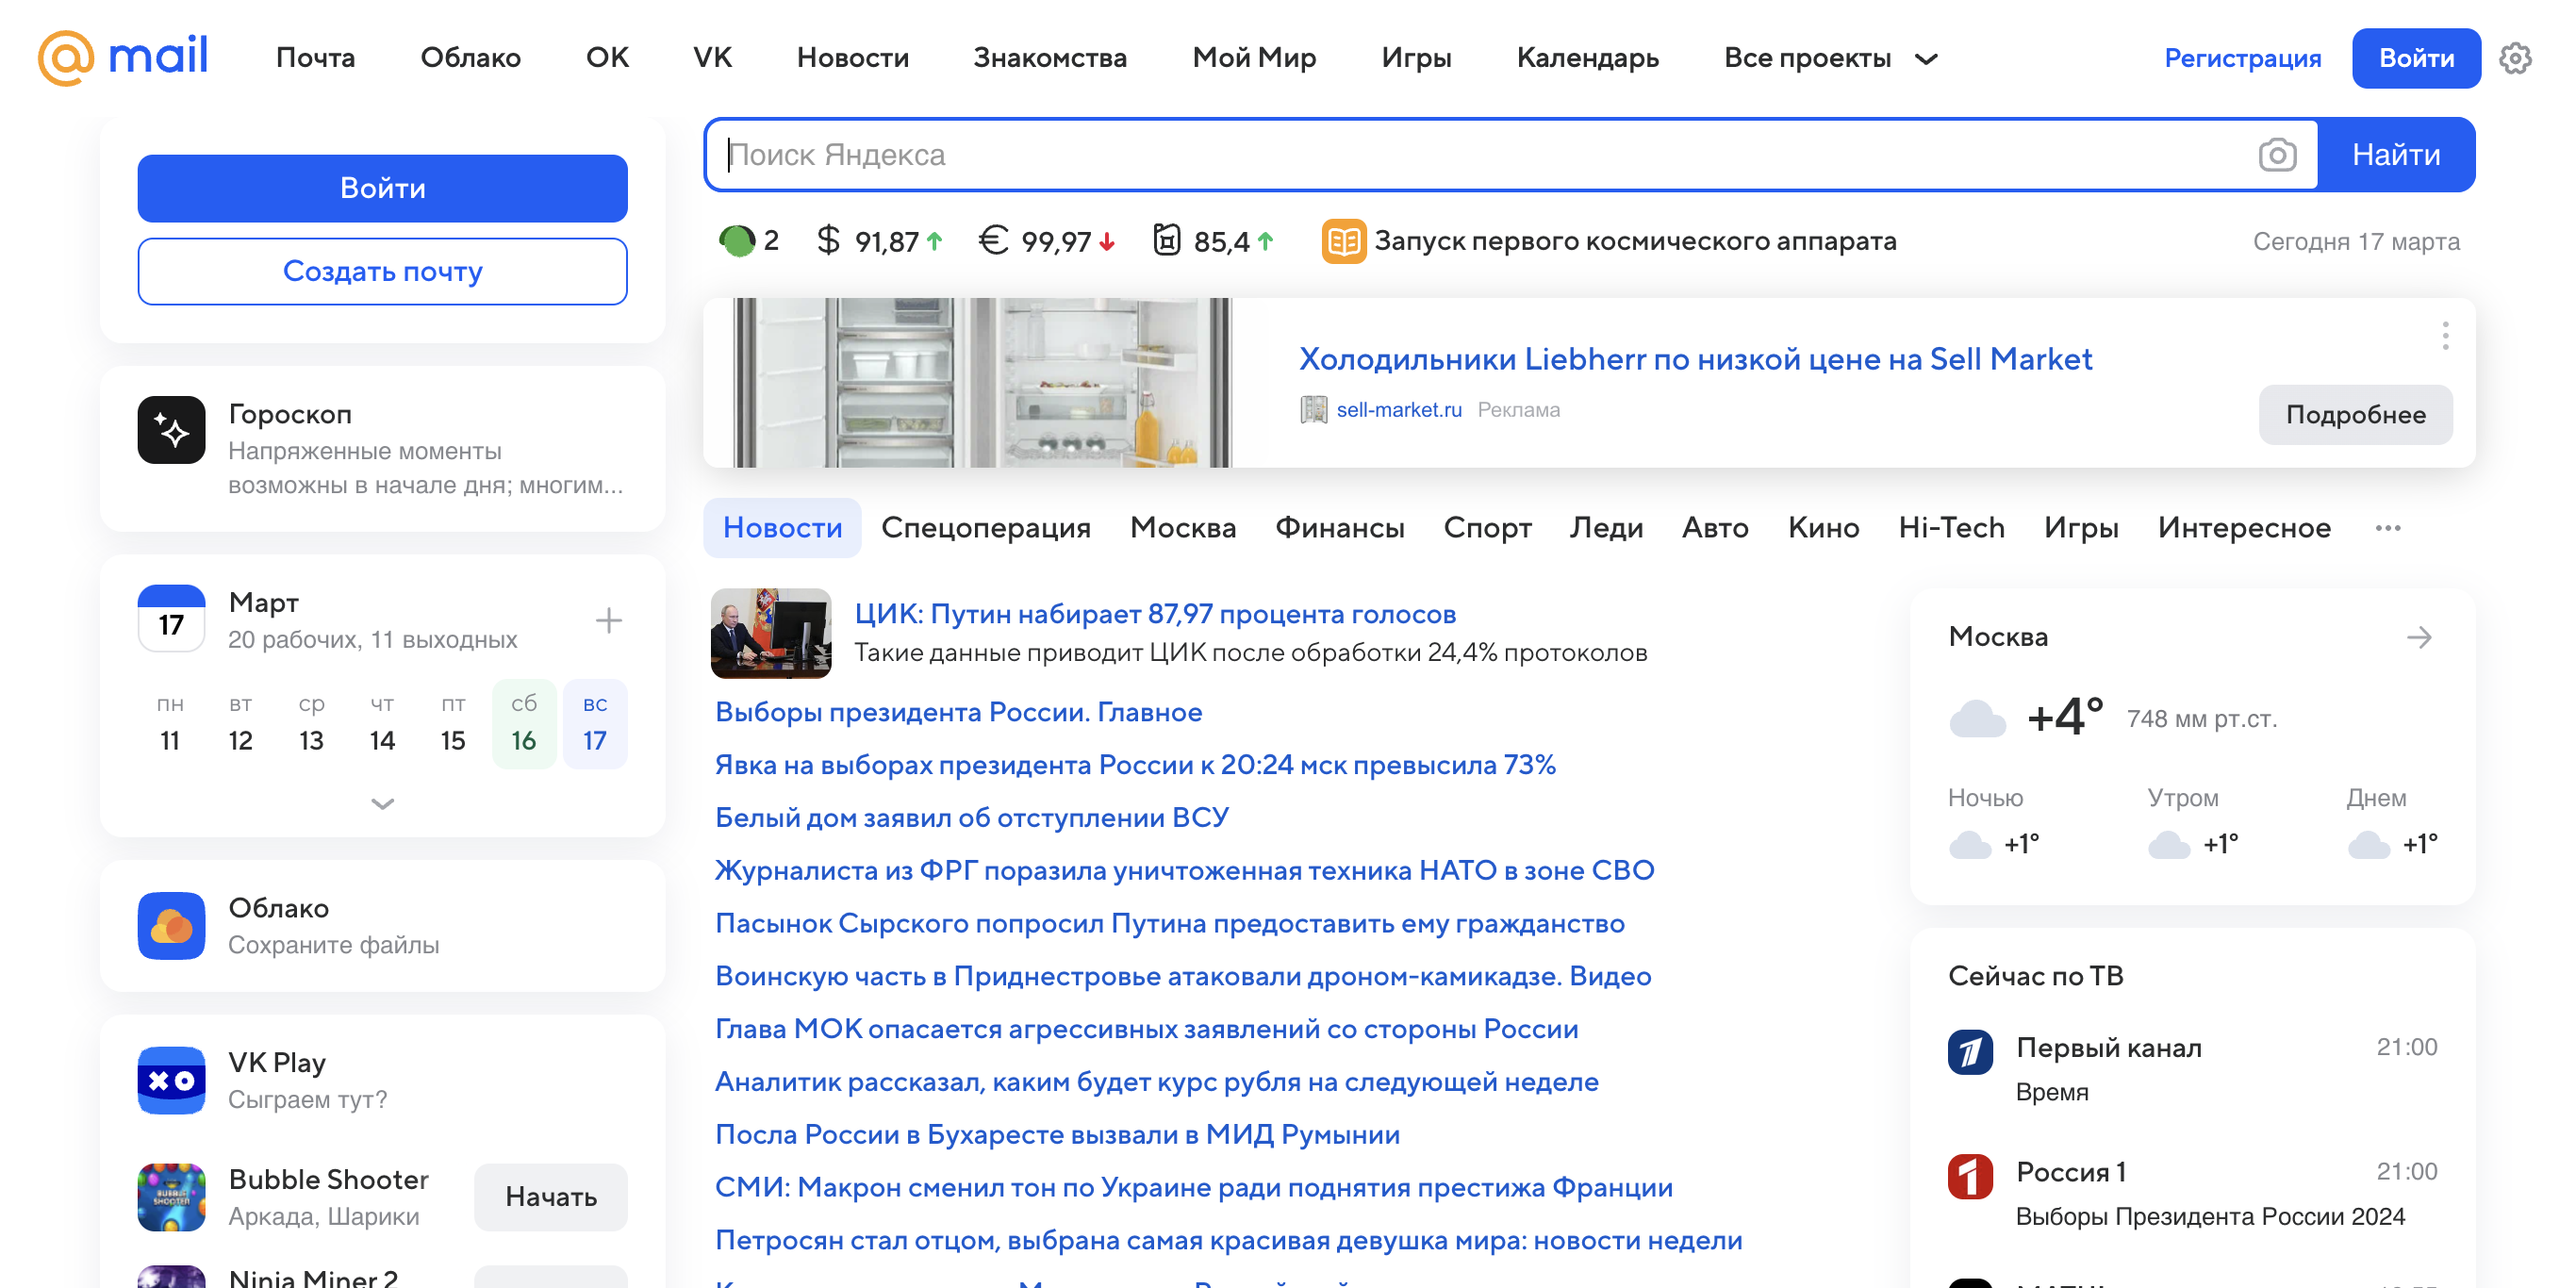 mail
Почта
Облако
ОК
VK
Новости
Знакомства
Мой Мир
Игры
Календарь
Все проекты
Регистрация
Войти
Войти
Создать почту
Гороскоп
Напряженные моменты
возможны в начале дня; многим...
17
Март
20 рабочих, 11 выходных
пн вт ср чт пт сб вс
11 12 13 14 15 16 17
Облако
Сохраните файлы
VK Play
Сыграем тут?
Bubble Shooter
Аркада, Шарики
Начать
Ninja Miner 2
Поиск Яндекса
Найти
2
$ 91,87
€ 99,97
85,4
Запуск первого космического аппарата
Сегодня 17 марта
Холодильники Liebherr по низкой цене на Sell Market
sell-market.ru Реклама
Подробнее
Новости
Спецоперация
Москва
Финансы
Спорт
Леди
Авто
Кино
Hi-Tech
Игры
Интересное
ЦИК: Путин набирает 87,97 процента голосов
Такие данные приводит ЦИК после обработки 24,4% протоколов
Выборы президента России. Главное
Явка на выборах президента России к 20:24 мск превысила 73%
Белый дом заявил об отступлении ВСУ
Журналиста из ФРГ поразила уничтоженная техника НАТО в зоне СВО
Пасынок Сырского попросил Путина предоставить ему гражданство
Воинскую часть в Приднестровье атаковали дроном-камикадзе. Видео
Глава МОК опасается агрессивных заявлений со стороны России
Аналитик рассказал, каким будет курс рубля на следующей неделе
Посла России в Бухаресте вызвали в МИД Румынии
СМИ: Макрон сменил тон по Украине ради поднятия престижа Франции
Петросян стал отцом, выбрана самая красивая девушка мира: новости недели
Москва
+4° 748 мм рт.ст.
Ночью Утром Днем
+1° +1° +1°
Сейчас по ТВ
Первый канал 21:00
Время
Россия 1 21:00
Выборы Президента России 2024